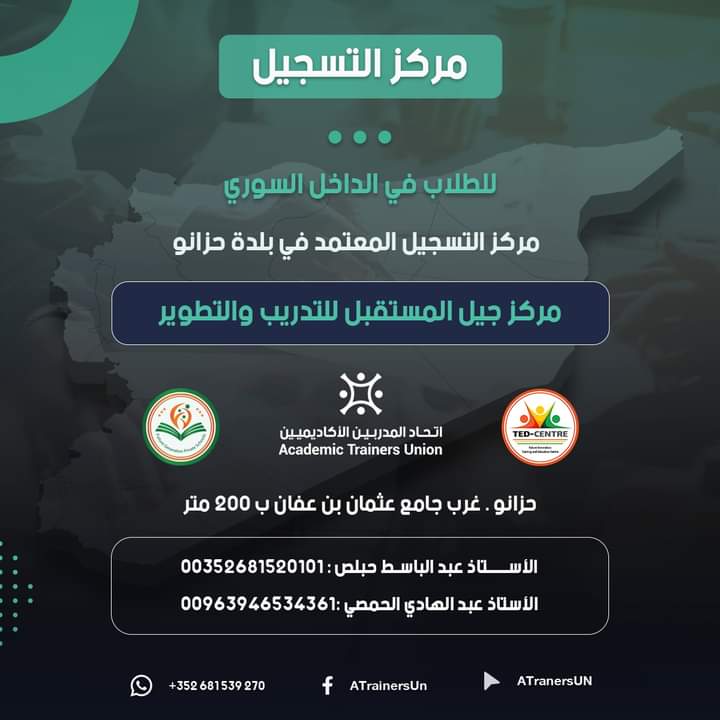 مركز التسجيل
للطلاب في الداخل السوري
مركز التسجيل المعتمد في بلدة حزانو
مركز جيل المستقبل للتدريب والتطوير
اتحاد المدربين الأكاديميين
Academic Trainers Union
TED-CENTRE
حزانو . غرب جامع عثمان بن عفان ب 200 متر
الأســـتاذ عبد الباسط حبلص : 00352681520101
الأستاذ عبد الهادي الحمصي :00963946534361
+352 681 539 270
ATrainersUn
ATranersUN